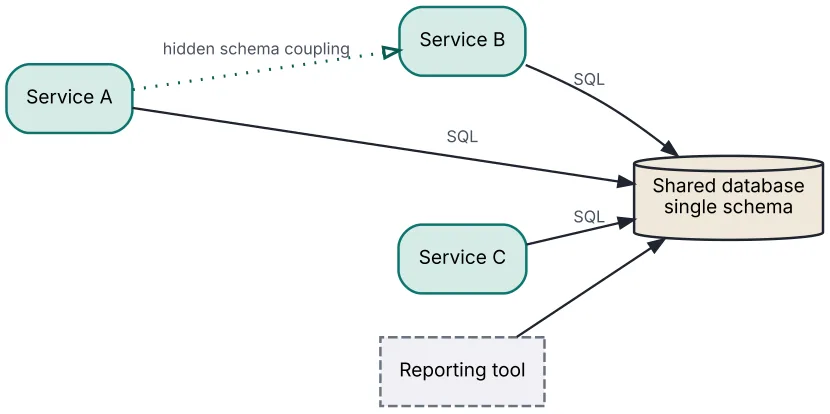 hidden schema coupling
Service B
SQL
Service A
SQL
Shared database
single schema
SQL
Service C
Reporting tool